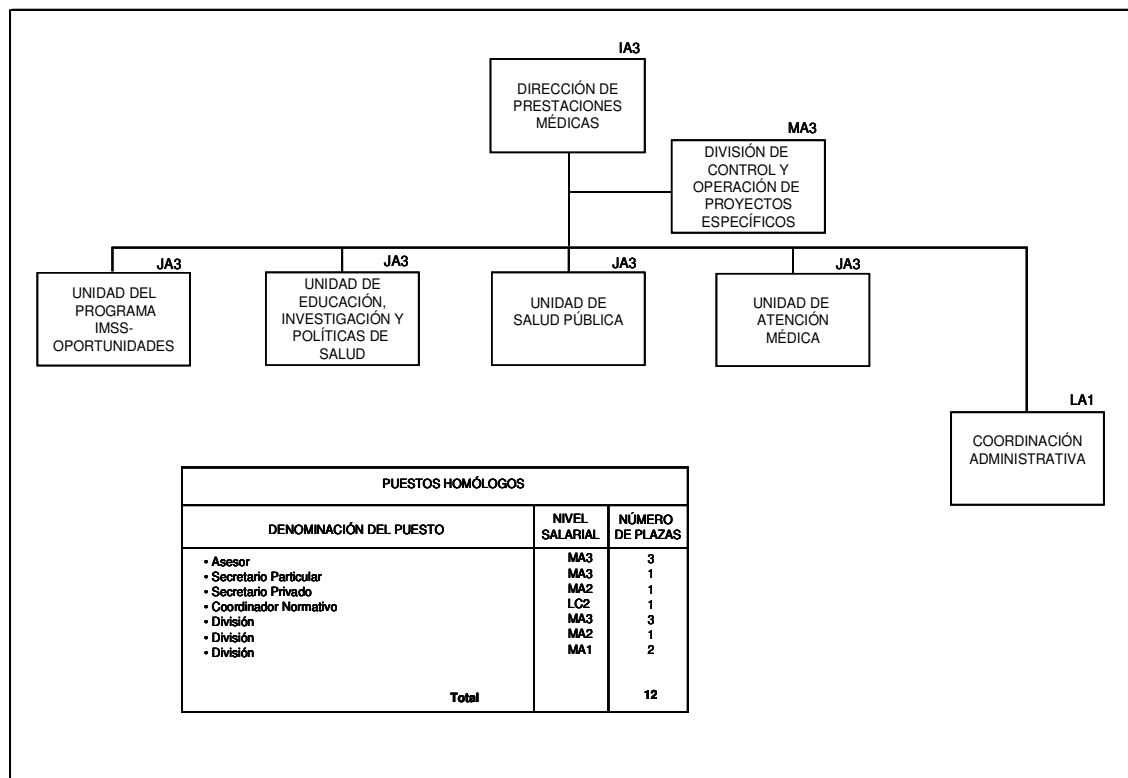 IA3
DIRECCIÓN DE
PRESTACIONES
MÉDICAS
MA3
DIVISIÓN DE
CONTROL Y
OPERACIÓN DE
PROYECTOS
ESPECÍFICOS
JA3
UNIDAD DEL
PROGRAMA
IMSS-
OPORTUNIDADES
JA3
UNIDAD DE
EDUCACIÓN,
INVESTIGACIÓN Y
POLÍTICAS DE
SALUD
JA3
UNIDAD DE
SALUD PÚBLICA
JA3
UNIDAD DE
ATENCIÓN
MÉDICA
LA1
COORDINACIÓN
ADMINISTRATIVA
PUESTOS HOMÓLOGOS
DENOMINACIÓN DEL PUESTO
NIVEL
SALARIAL
NÚMERO
DE PLAZAS
• Asesor MA3 3
• Secretario Particular MA3 1
• Secretario Privado MA2 1
• Coordinador Normativo LC2 1
• División MA3 3
• División MA2 1
• División MA1 2
Total 12